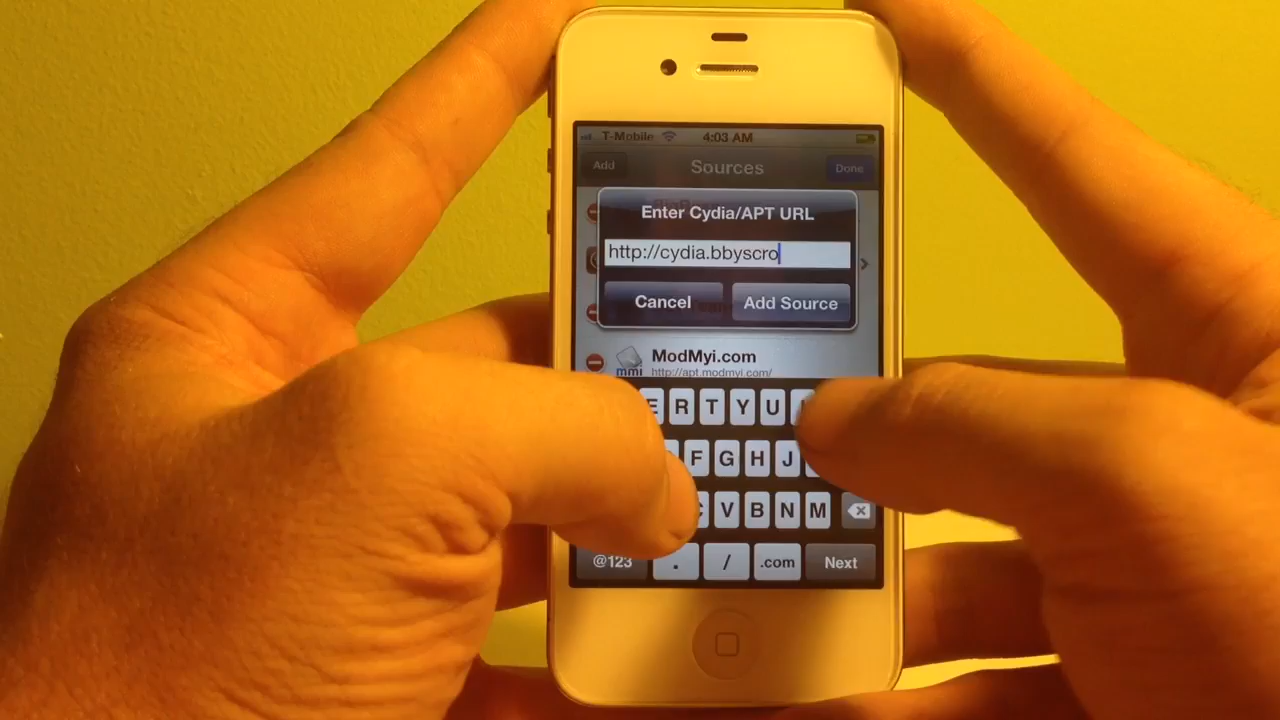 T-Mobile 4:03 AM
Add Sources Done
Enter Cydia/APT URL
http://cydia.bbyscro
Cancel Add Source
ModMyi.com
mmi http://apt.modmyi.com/
E R T Y U
F G H J
V B N M
@123 . / .com Next